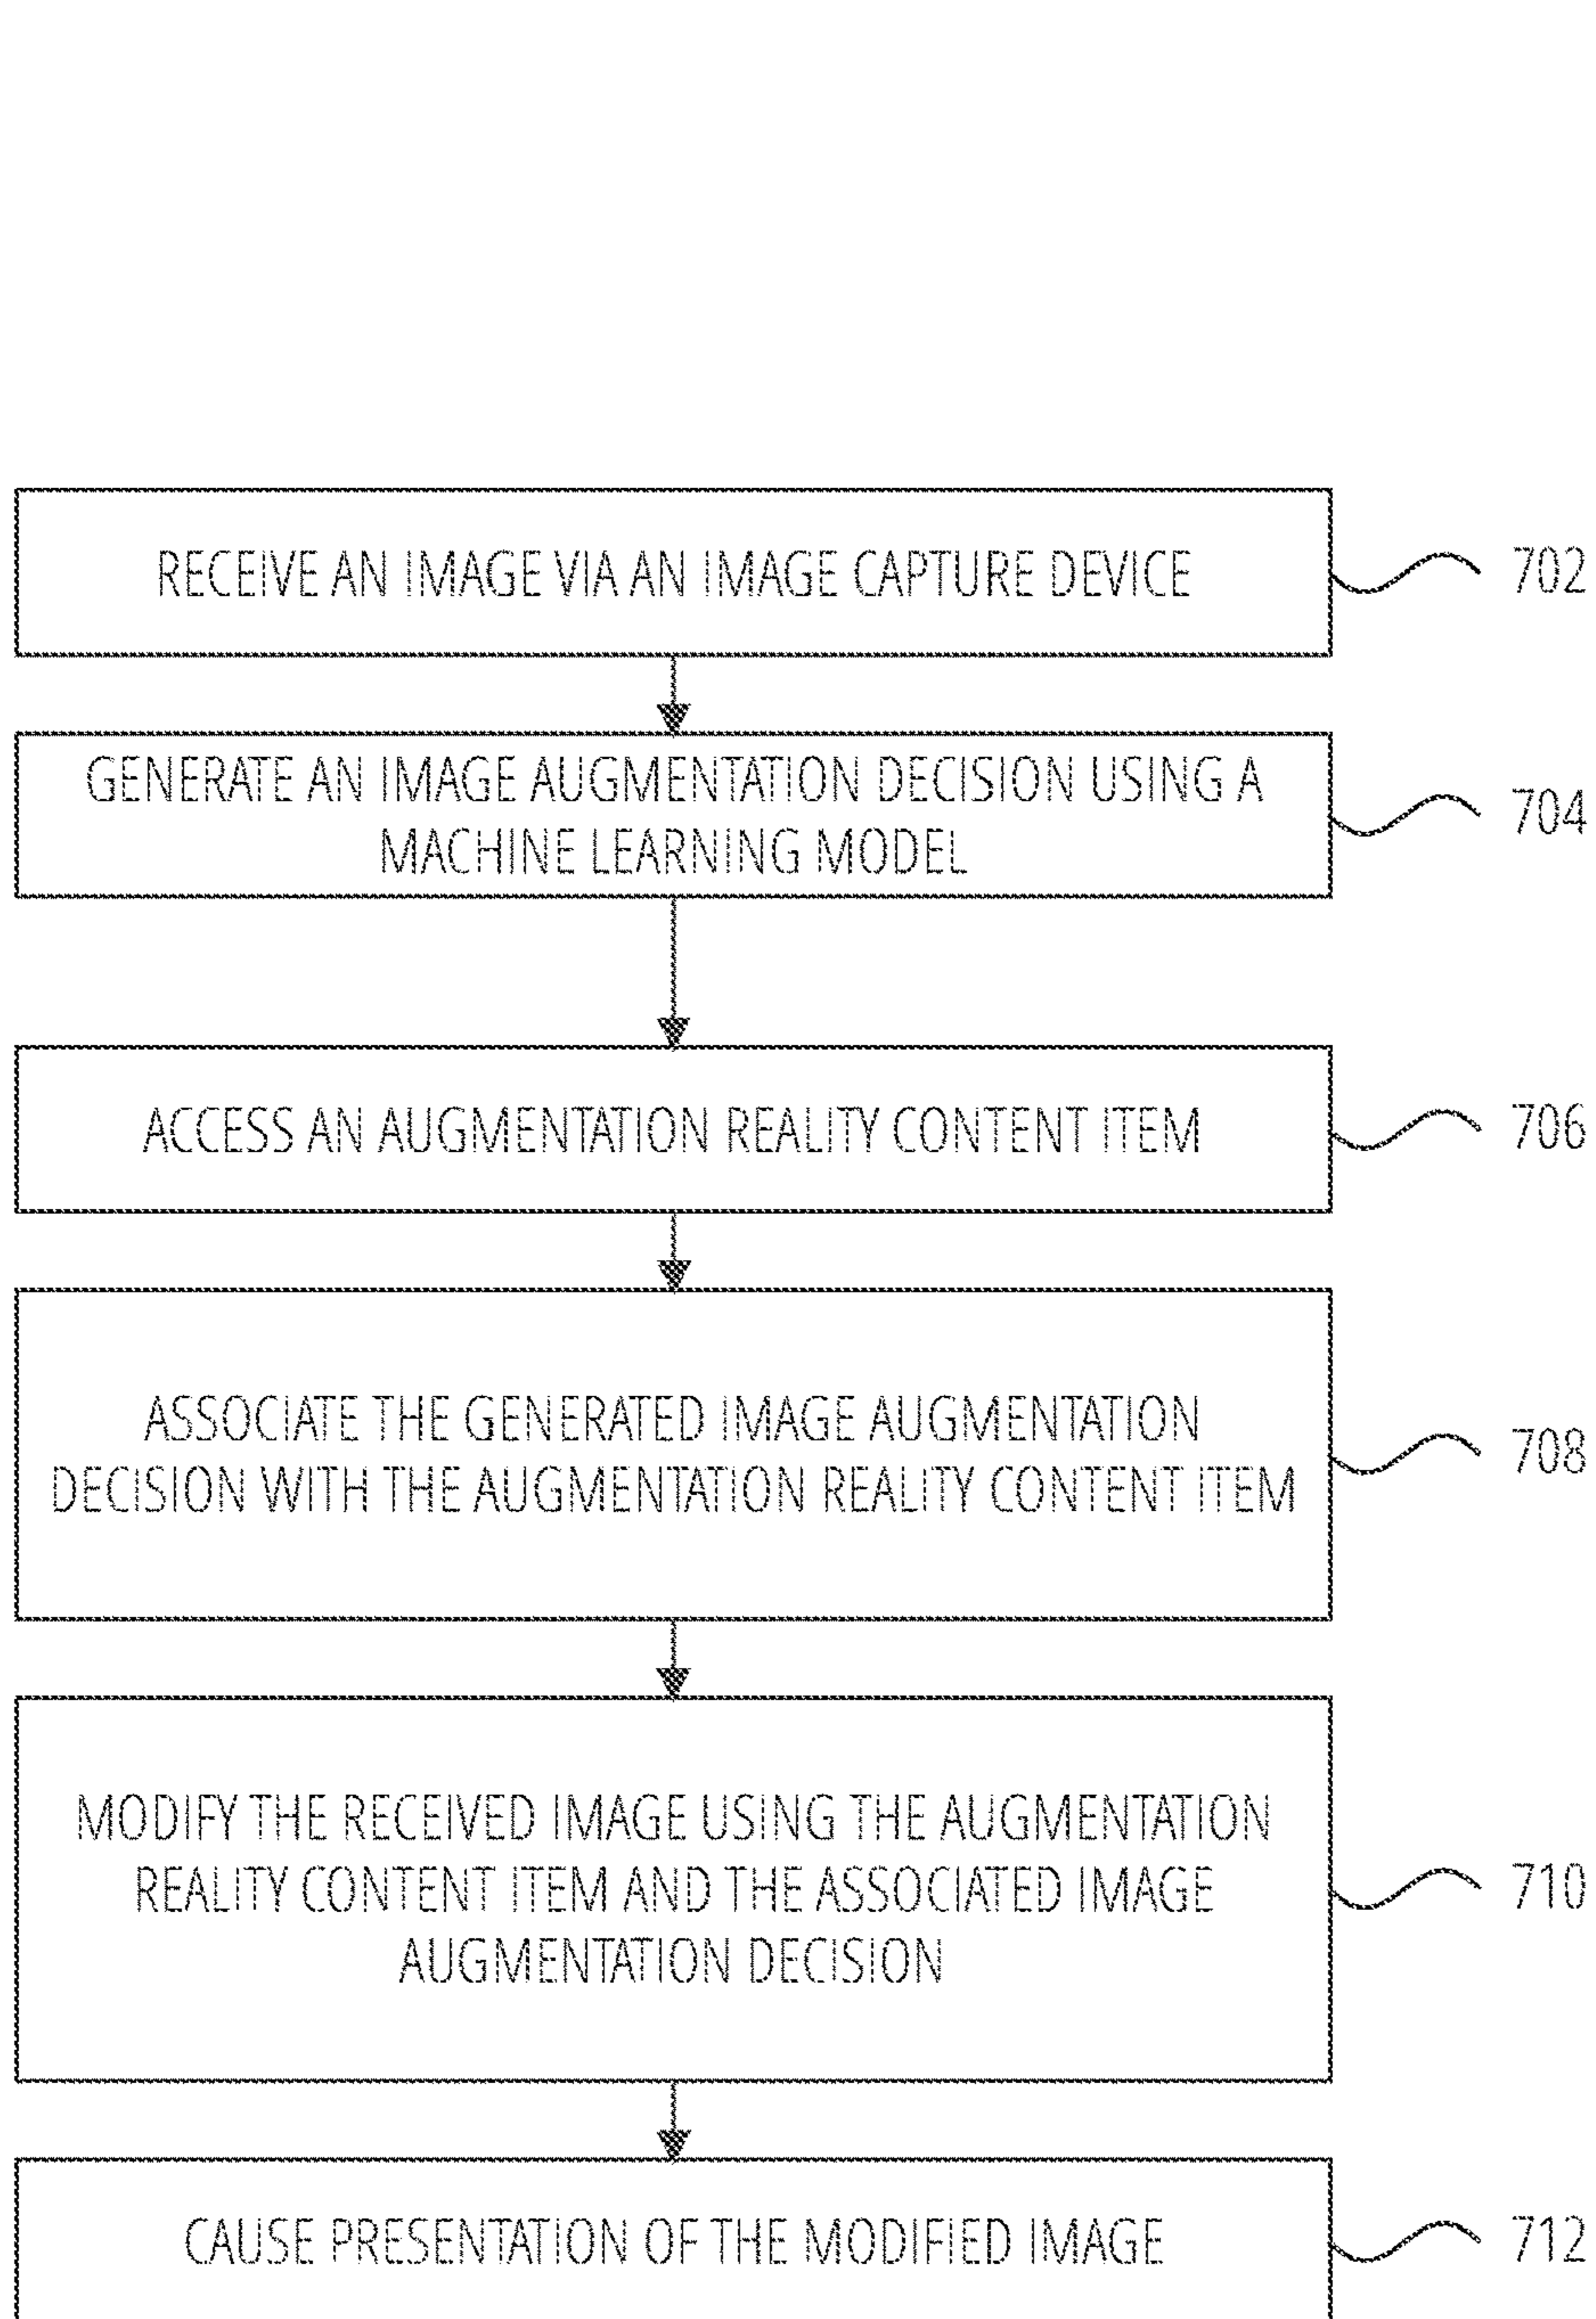 RECEIVE AN IMAGE VIA AN IMAGE CAPTURE DEVICE
702
GENERATE AN IMAGE AUGMENTATION DECISION USING A
MACHINE LEARNING MODEL
704
ACCESS AN AUGMENTATION REALITY CONTENT ITEM
706
ASSOCIATE THE GENERATED IMAGE AUGMENTATION
DECISION WITH THE AUGMENTATION REALITY CONTENT ITEM
708
MODIFY THE RECEIVED IMAGE USING THE AUGMENTATION
REALITY CONTENT ITEM AND THE ASSOCIATED IMAGE
AUGMENTATION DECISION
710
CAUSE PRESENTATION OF THE MODIFIED IMAGE
712